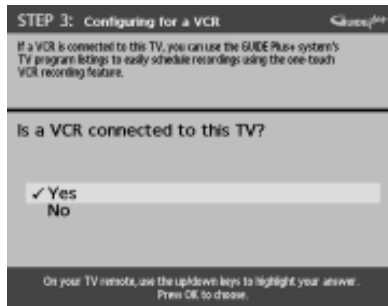 STEP 3: Configuring for a VCR
If a VCR is connected to this TV, you can use the GUIDE Plus+ system's
TV program listings to easily schedule recordings using the one-touch
VCR recording feature.
Is a VCR connected to this TV?
✓ Yes
No
On your TV remote, use the up/down keys to highlight your answer.
Press OK to choose.